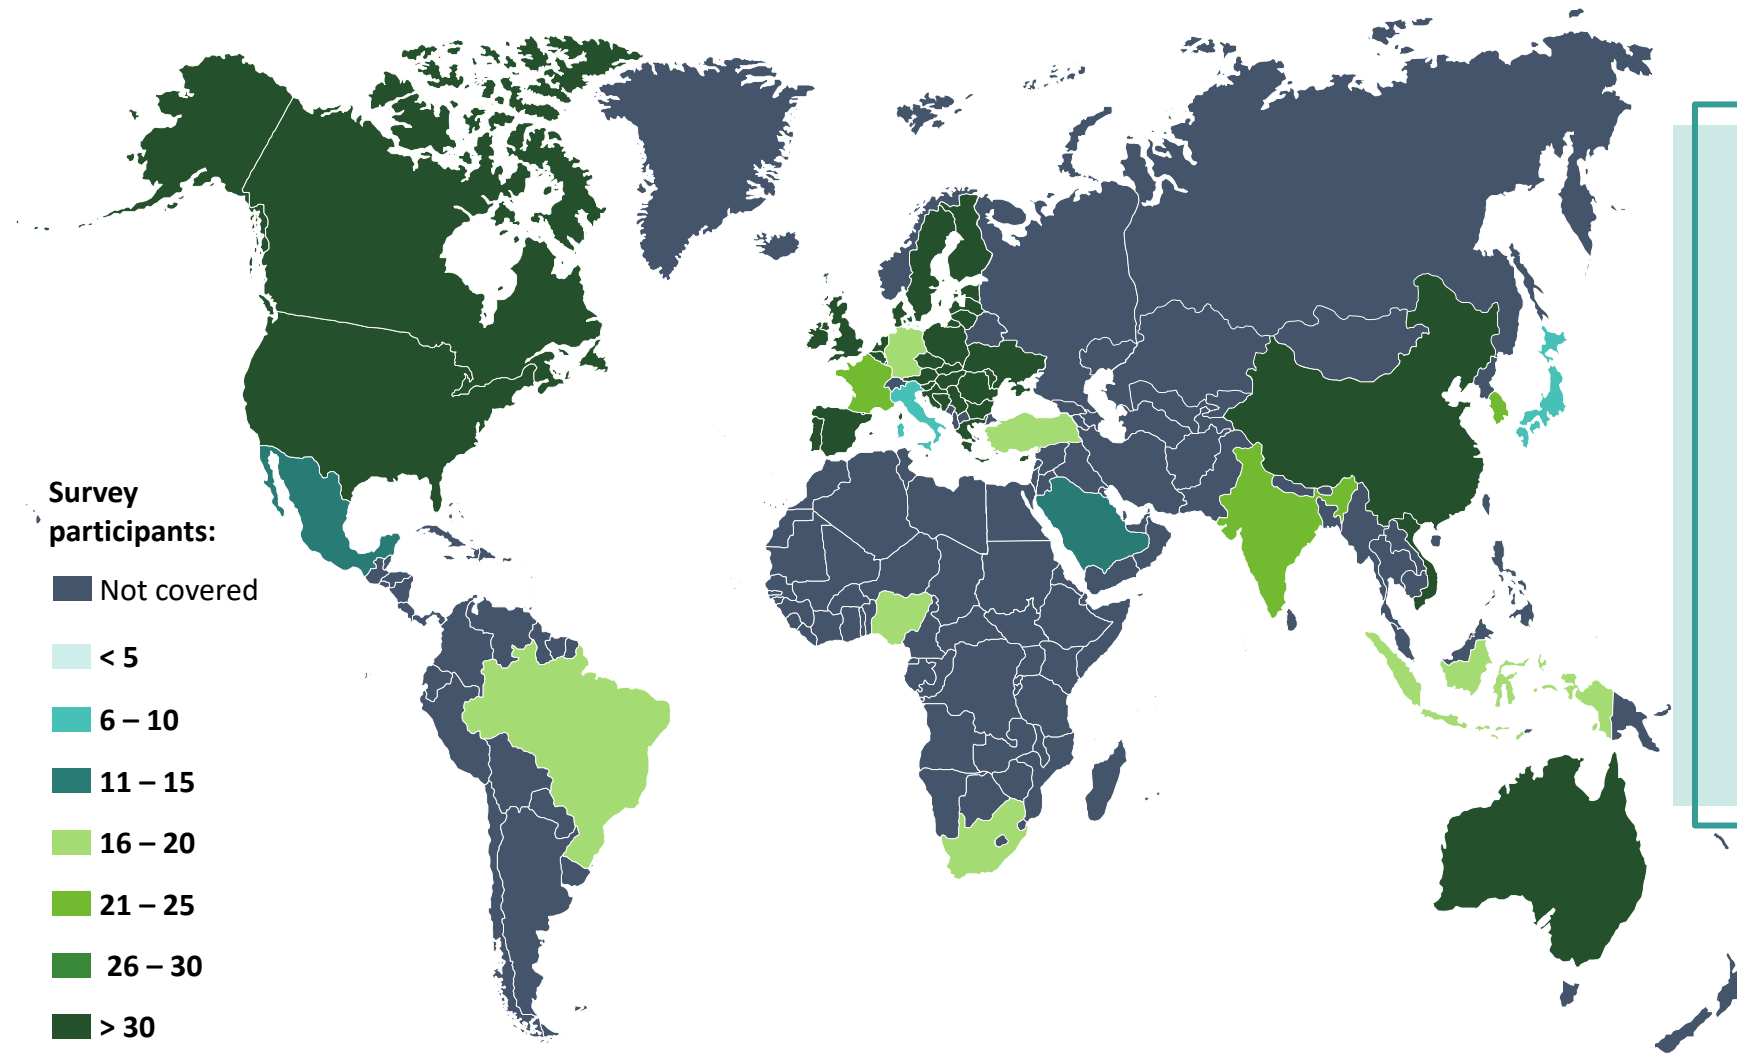 Survey
participants:
Not covered
< 5
6 – 10
11 – 15
16 – 20
21 – 25
26 – 30
> 30